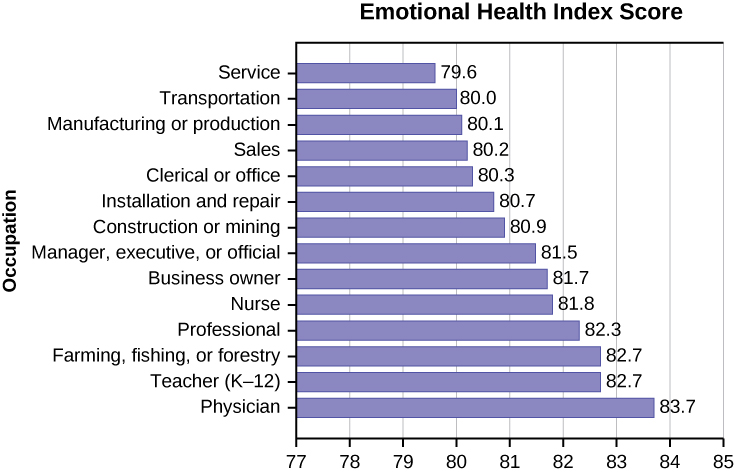 Emotional Health Index Score
Occupation
Service 79.6
Transportation 80.0
Manufacturing or production 80.1
Sales 80.2
Clerical or office 80.3
Installation and repair 80.7
Construction or mining 80.9
Manager, executive, or official 81.5
Business owner 81.7
Nurse 81.8
Professional 82.3
Farming, fishing, or forestry 82.7
Teacher (K–12) 82.7
Physician 83.7
77 78 79 80 81 82 83 84 85